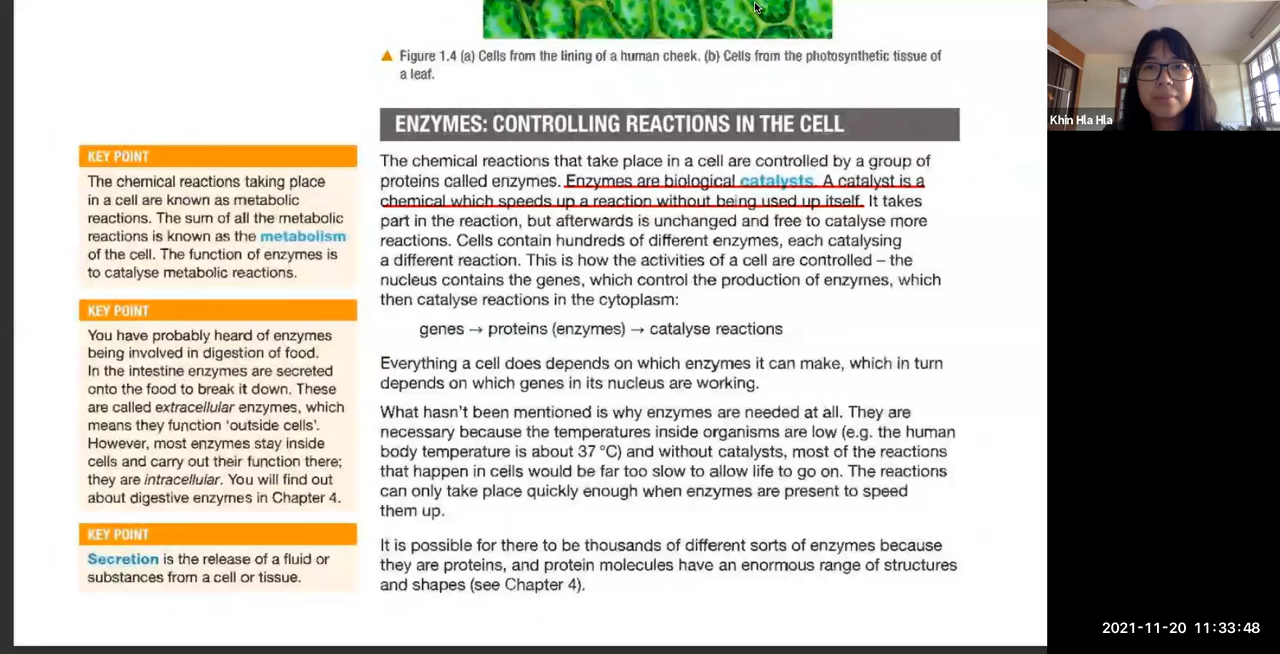 Figure 1.4 (a) Cells from the lining of a human cheek. (b) Cells from the photosynthetic tissue of
a leaf.
Khin Hla Hla
ENZYMES: CONTROLLING REACTIONS IN THE CELL
KEY POINT
The chemical reactions taking place
in a cell are known as metabolic
reactions. The sum of all the metabolic
reactions is known as the metabolism
of the cell. The function of enzymes is
to catalyse metabolic reactions.
KEY POINT
You have probably heard of enzymes
being involved in digestion of food.
In the intestine enzymes are secreted
onto the food to break it down. These
are called extracellular enzymes, which
means they function ‘outside cells’.
However, most enzymes stay inside
cells and carry out their function there;
they are intracellular. You will find out
about digestive enzymes in Chapter 4.
KEY POINT
Secretion is the release of a fluid or
substances from a cell or tissue.
The chemical reactions that take place in a cell are controlled by a group of
proteins called enzymes. Enzymes are biological catalysts. A catalyst is a
chemical which speeds up a reaction without being used up itself. It takes
part in the reaction, but afterwards is unchanged and free to catalyse more
reactions. Cells contain hundreds of different enzymes, each catalysing
a different reaction. This is how the activities of a cell are controlled – the
nucleus contains the genes, which control the production of enzymes, which
then catalyse reactions in the cytoplasm:
genes → proteins (enzymes) → catalyse reactions
Everything a cell does depends on which enzymes it can make, which in turn
depends on which genes in its nucleus are working.
What hasn’t been mentioned is why enzymes are needed at all. They are
necessary because the temperatures inside organisms are low (e.g. the human
body temperature is about 37 °C) and without catalysts, most of the reactions
that happen in cells would be far too slow to allow life to go on. The reactions
can only take place quickly enough when enzymes are present to speed
them up.
It is possible for there to be thousands of different sorts of enzymes because
they are proteins, and protein molecules have an enormous range of structures
and shapes (see Chapter 4).
2021-11-20 11:33:48